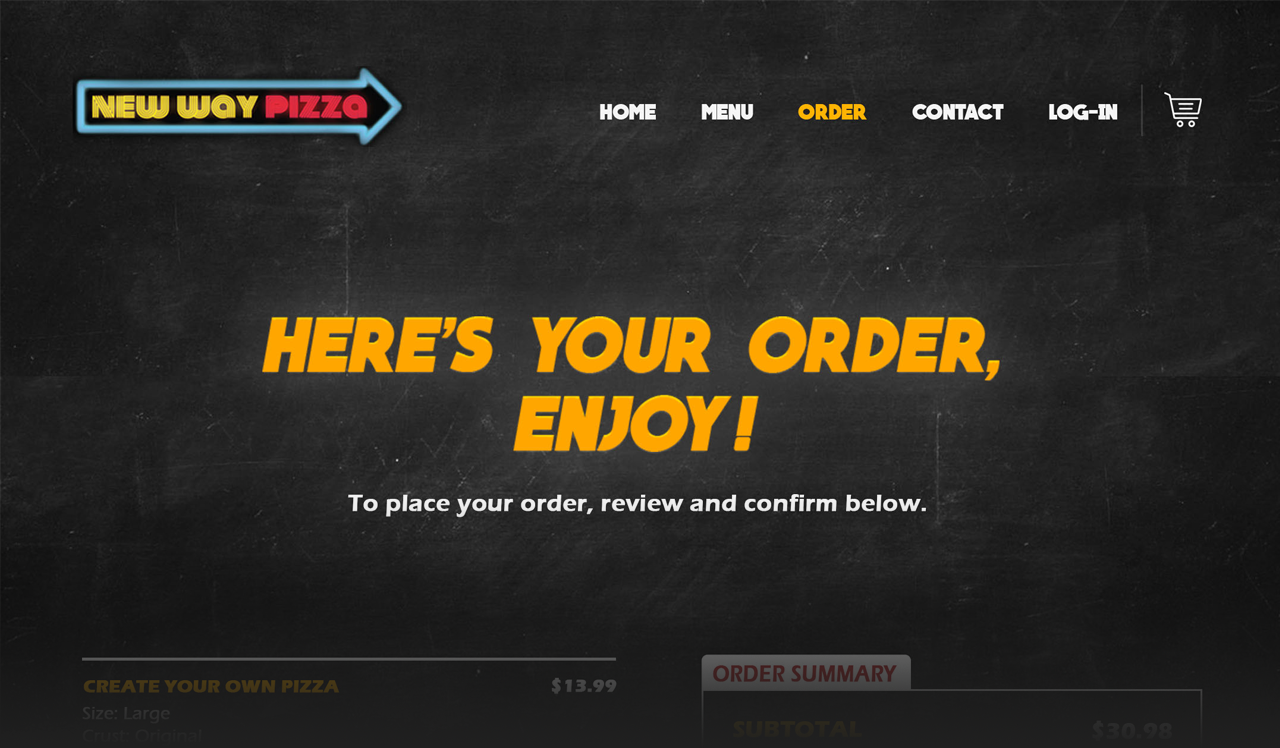 NEW WAY PIZZA
HOME MENU ORDER CONTACT LOG-IN
HERE'S YOUR ORDER,
ENJOY!
To place your order, review and confirm below.
CREATE YOUR OWN PIZZA $13.99
Size: Large
Crust: Original
ORDER SUMMARY
SUBTOTAL $30.98